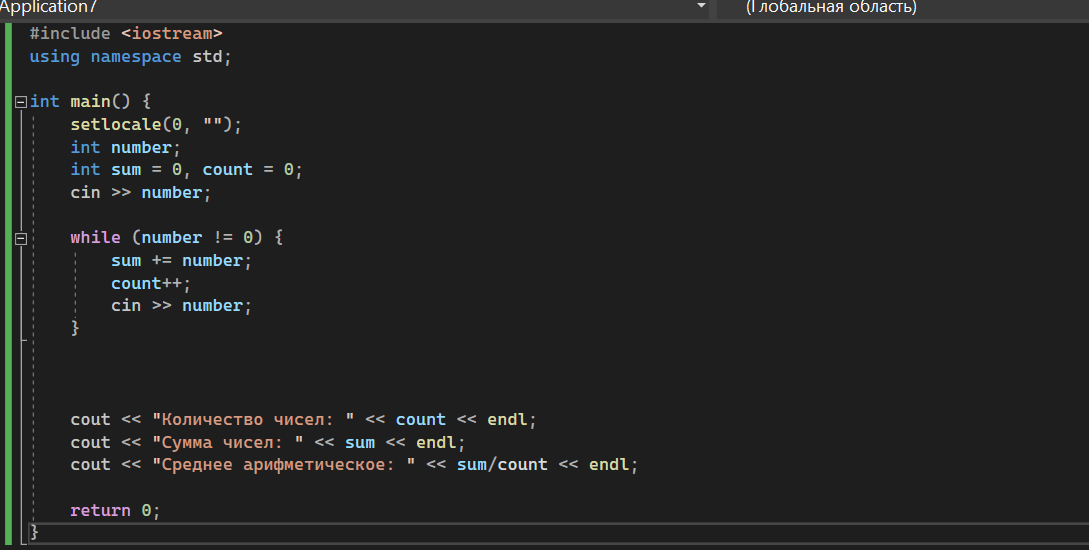 Application7 (Глобальная область)
#include <iostream>
using namespace std;
int main() {
setlocale(0, "");
int number;
int sum = 0, count = 0;
cin >> number;
while (number != 0) {
sum += number;
count++;
cin >> number;
}
cout << "Количество чисел: " << count << endl;
cout << "Сумма чисел: " << sum << endl;
cout << "Среднее арифметическое: " << sum/count << endl;
return 0;
}